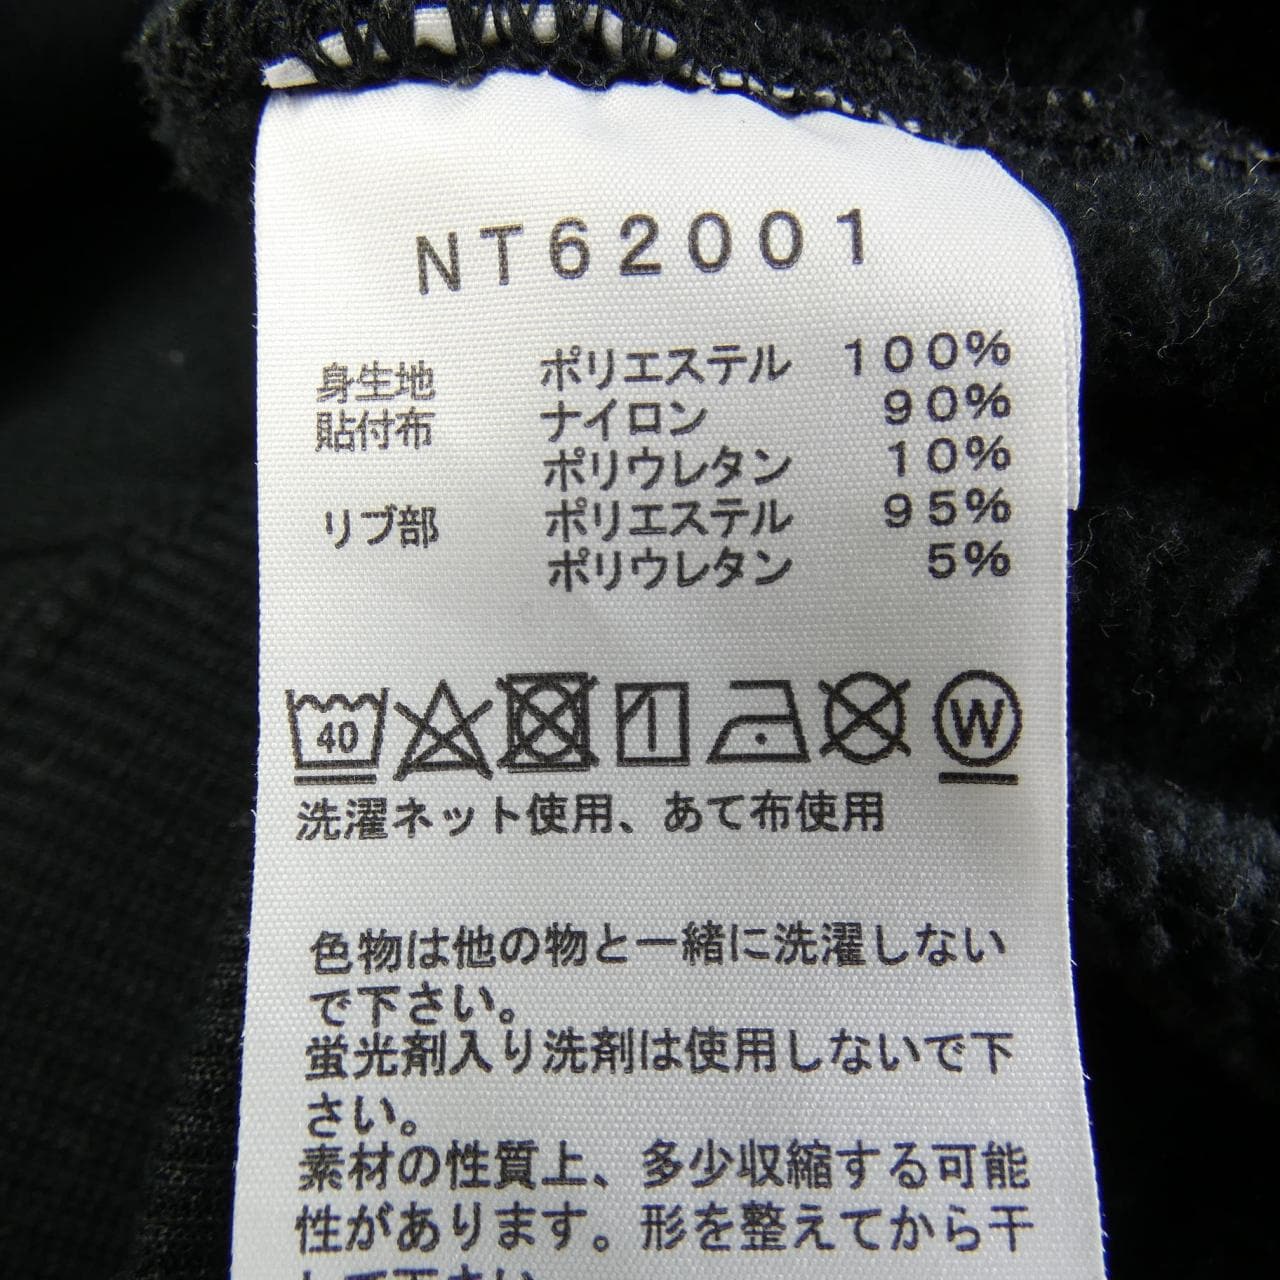 NT62001
身生地 ポリエステル 100%
貼付布 ナイロン 90%
ポリウレタン 10%
リブ部 ポリエステル 95%
ポリウレタン 5%
40 W
洗濯ネット使用、あて布使用
色物は他の物と一緒に洗濯しない
で下さい。
蛍光剤入り洗剤は使用しないで下
さい。
素材の性質上、多少収縮する可能
性があります。形を整えてから干
して下さい。